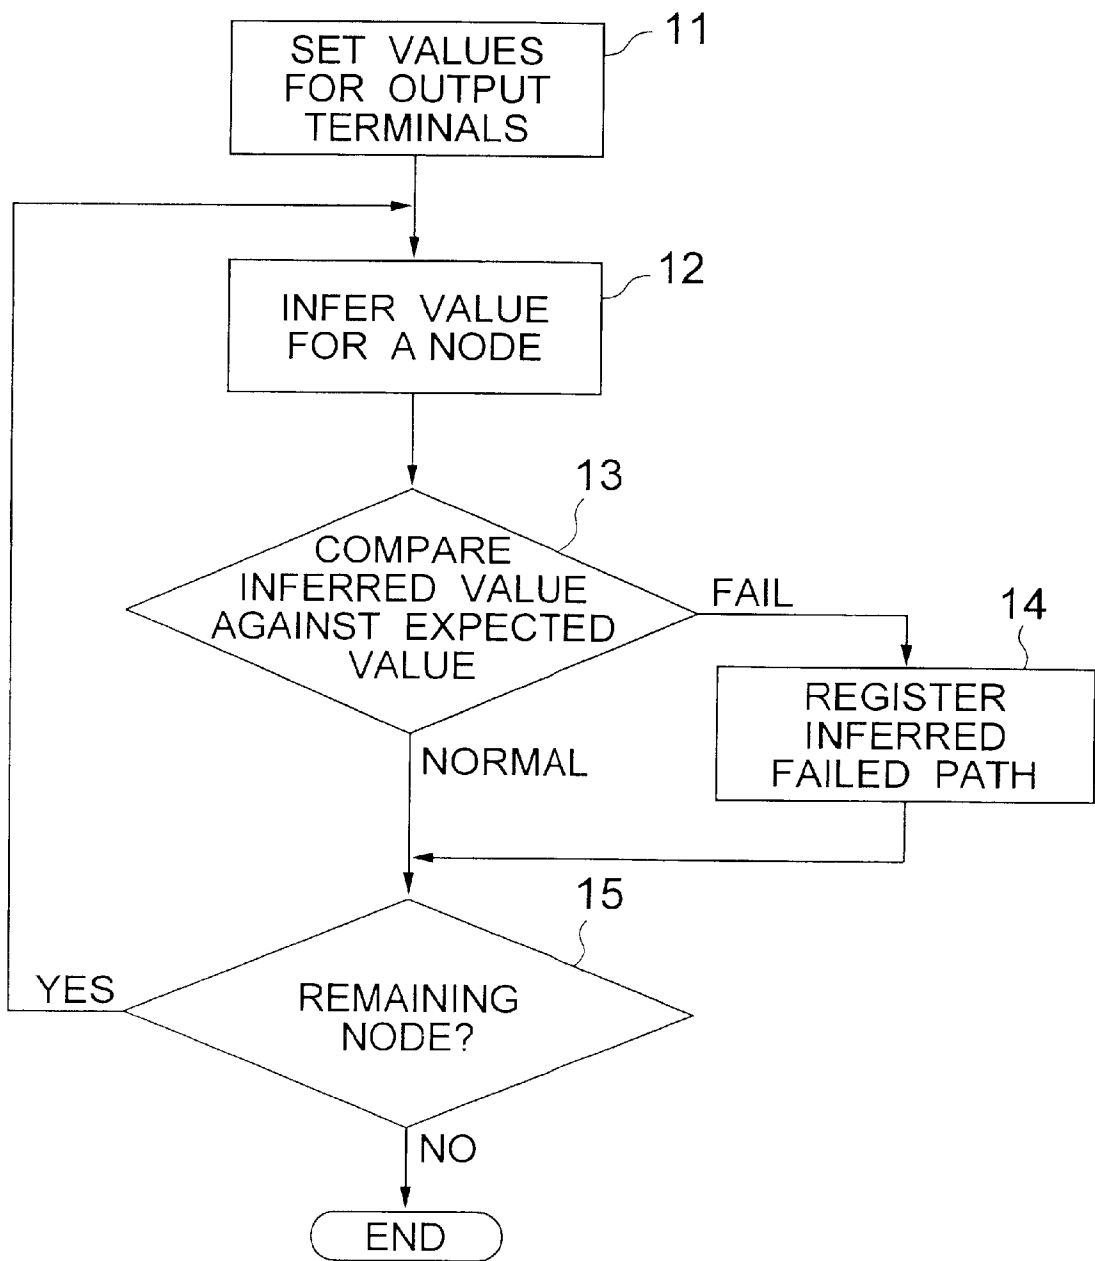 11
SET VALUES
FOR OUTPUT
TERMINALS
12
INFER VALUE
FOR A NODE
13
COMPARE
INFERRED VALUE
AGAINST EXPECTED
VALUE
FAIL
14
REGISTER
INFERRED
FAILED PATH
NORMAL
15
YES
REMAINING
NODE?
NO
END